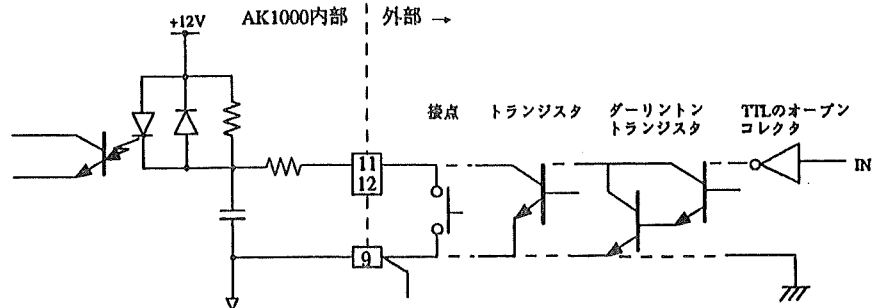 +12V
AK1000内部
外部 →
接点
トランジスタ
ダーリントン
トランジスタ
TTLのオープン
コレクタ
11
12
IN
9